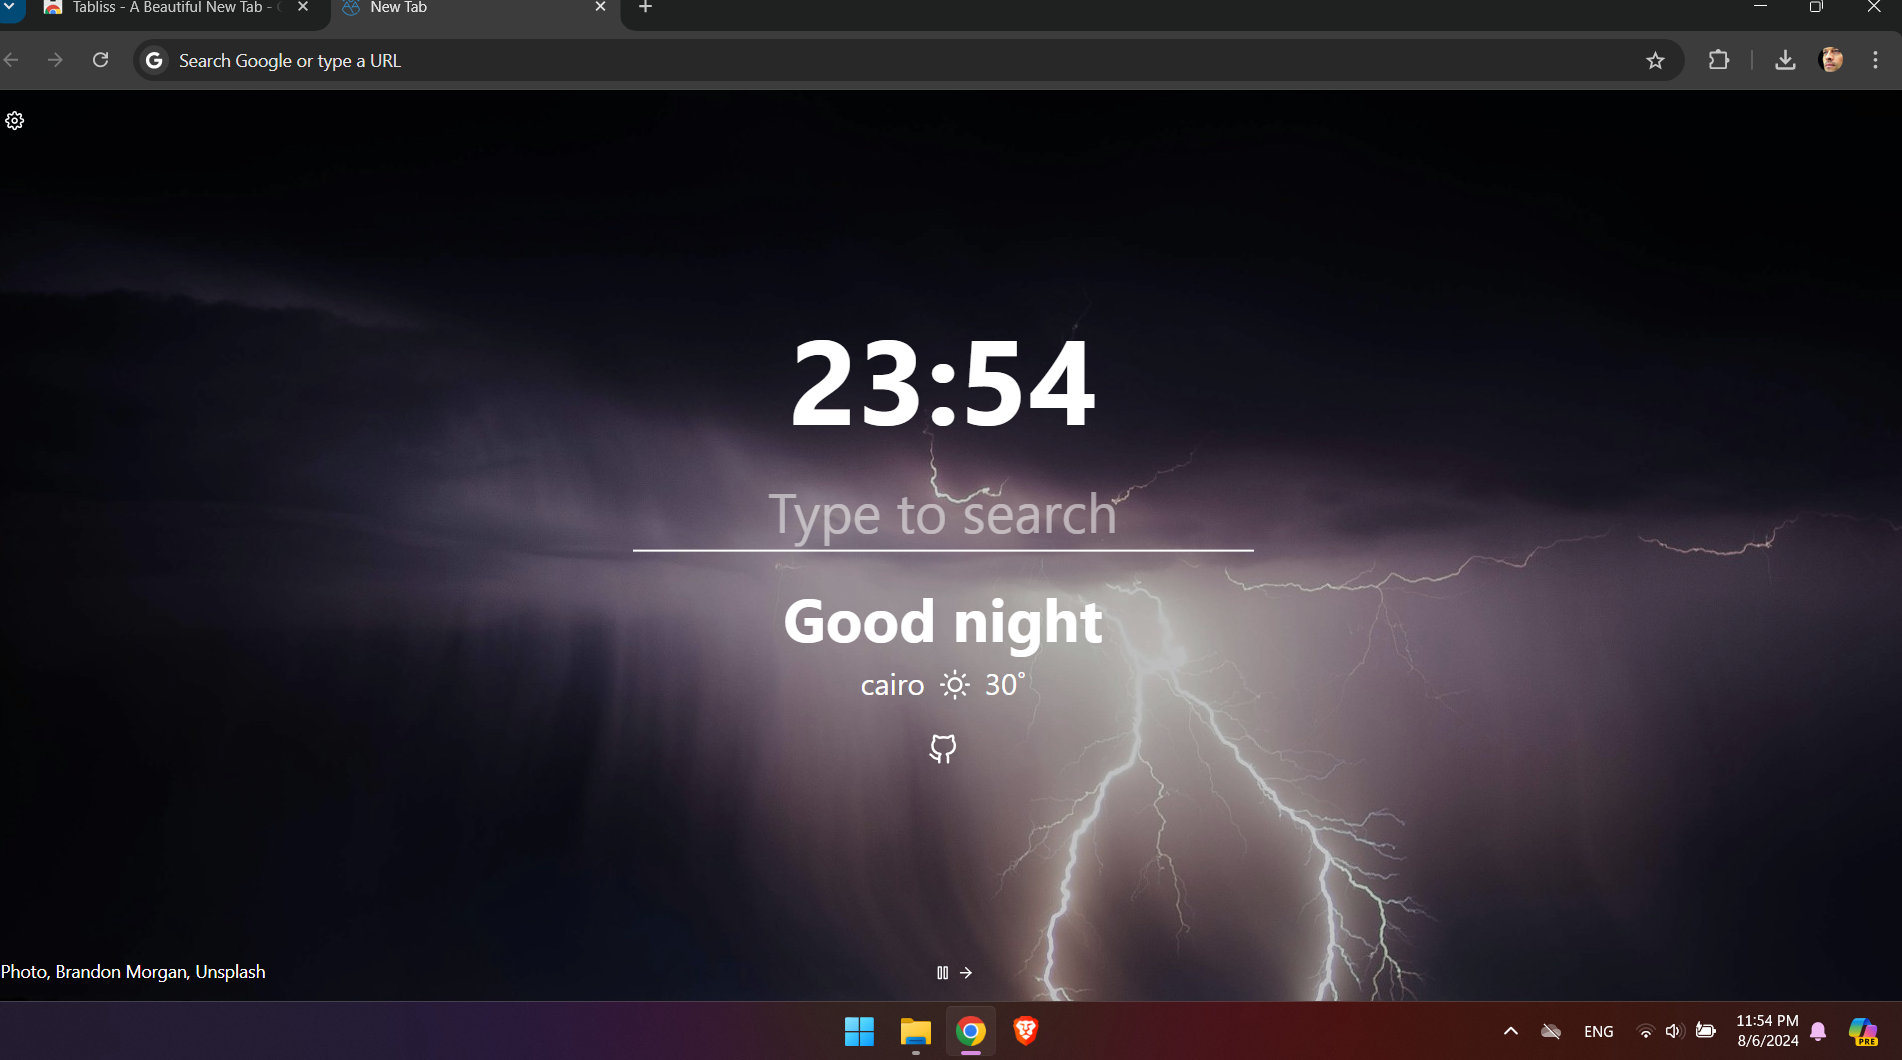 Tabliss - A Beautiful New Tab -
New Tab
Search Google or type a URL
23:54
Type to search
Good night
cairo 30°
Photo, Brandon Morgan, Unsplash
ENG
11:54 PM
8/6/2024
PRE